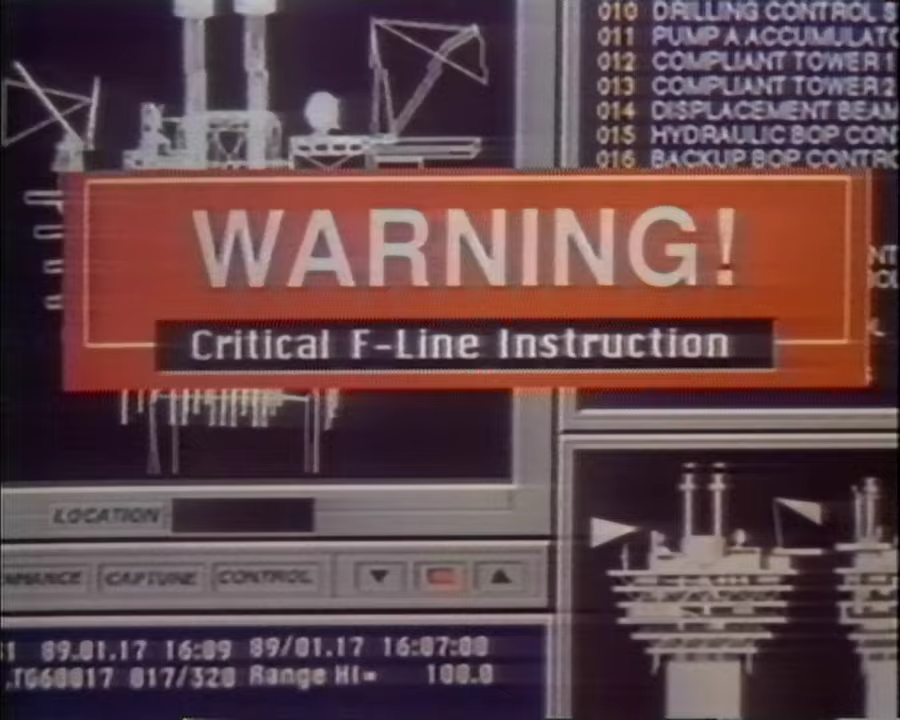 010 DRILLING CONTROL S
011 PUMP A ACCUMULATO
012 COMPLIANT TOWER 1
013 COMPLIANT TOWER 2
014 DISPLACEMENT BEAM
015 HYDRAULIC BOP CON
016 BACKUP BOP CONTRO
WARNING!
Critical F-Line Instruction
LOCATION
CAPTURE CONTROL
89.01.17 16:09 89/01.17 16:07:00
017/320 Range HI= 100.0